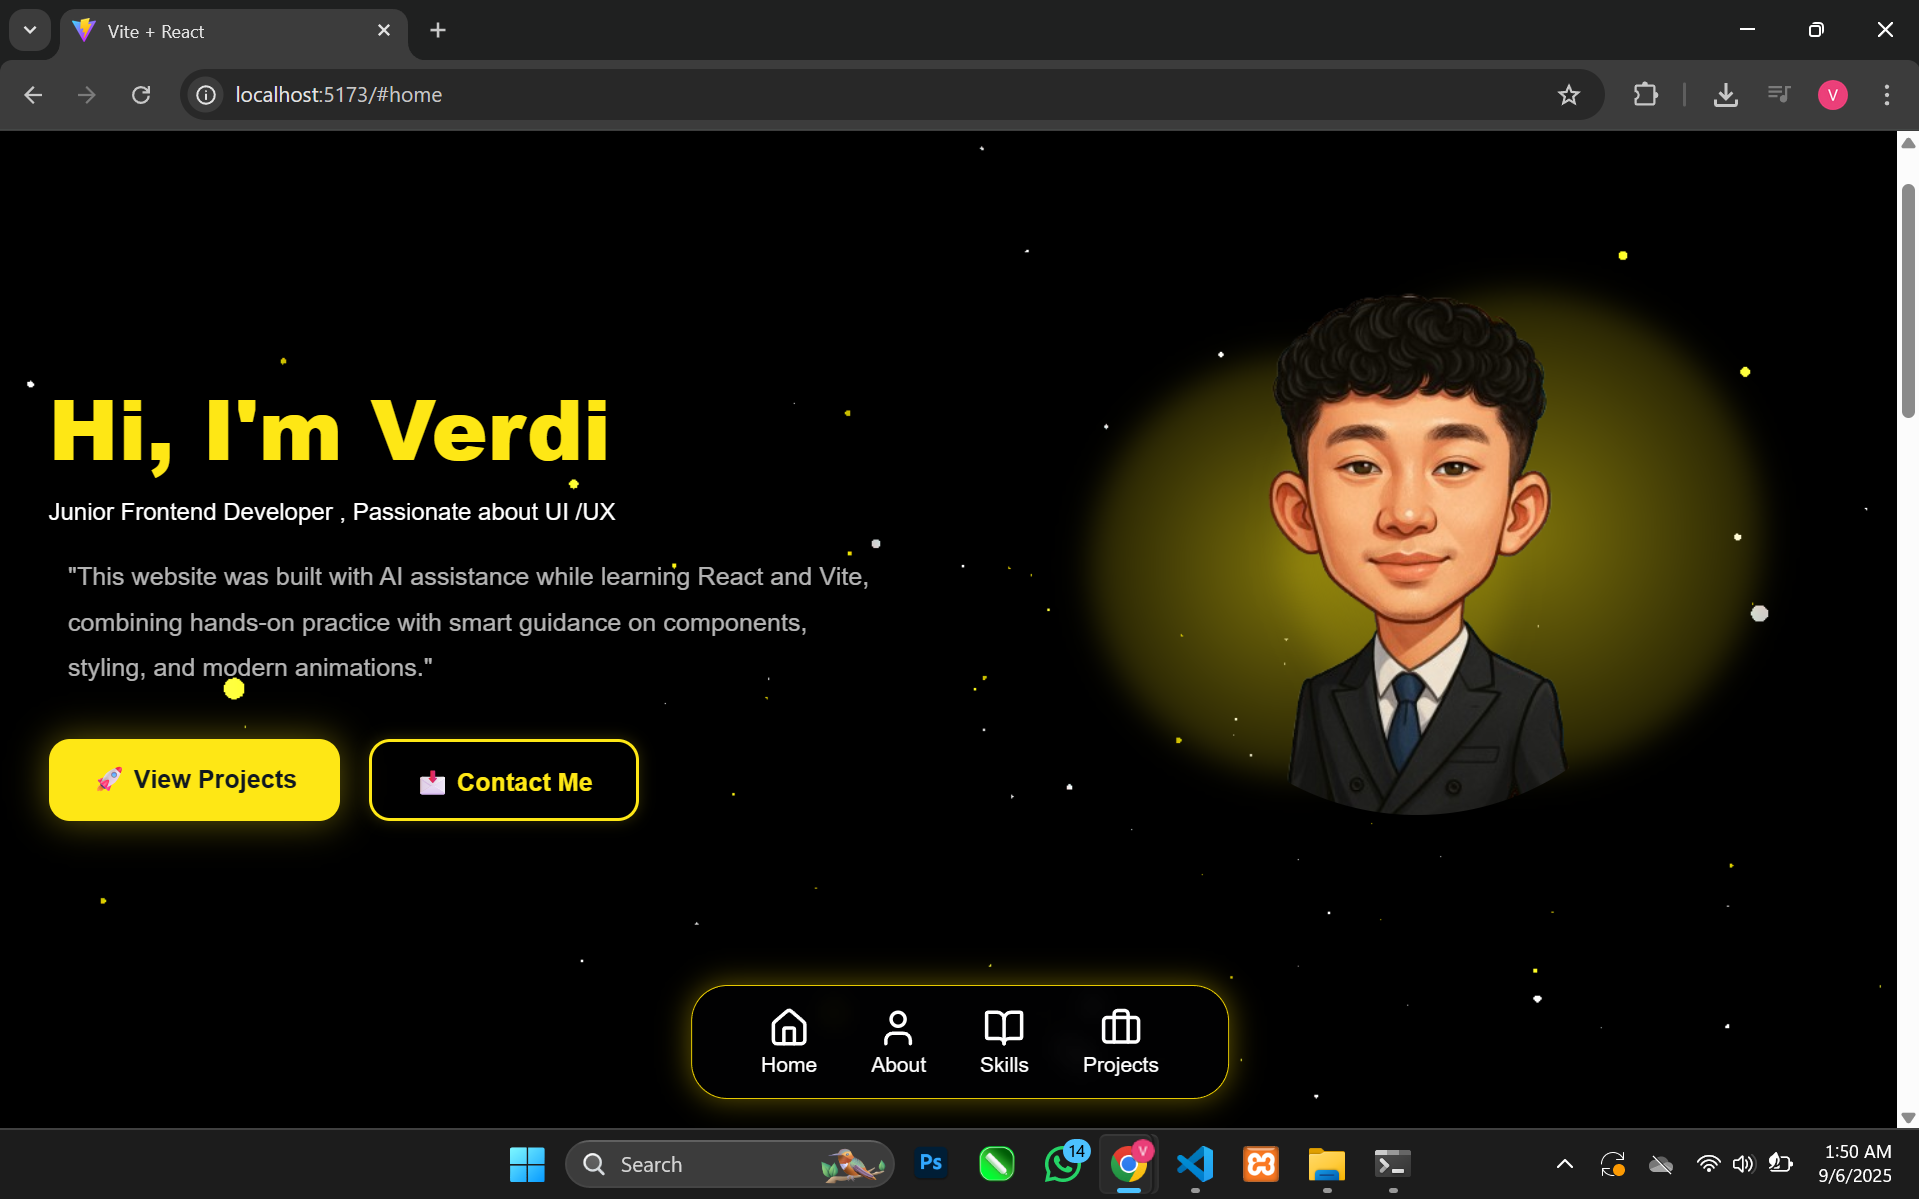 Vite + React
localhost:5173/#home
V
Hi, I'm Verdi
Junior Frontend Developer , Passionate about UI /UX
"This website was built with AI assistance while learning React and Vite,
combining hands-on practice with smart guidance on components,
styling, and modern animations."
🚀 View Projects
📩 Contact Me
Home
About
Skills
Projects
Search
Ps
14
V
1:50 AM
9/6/2025